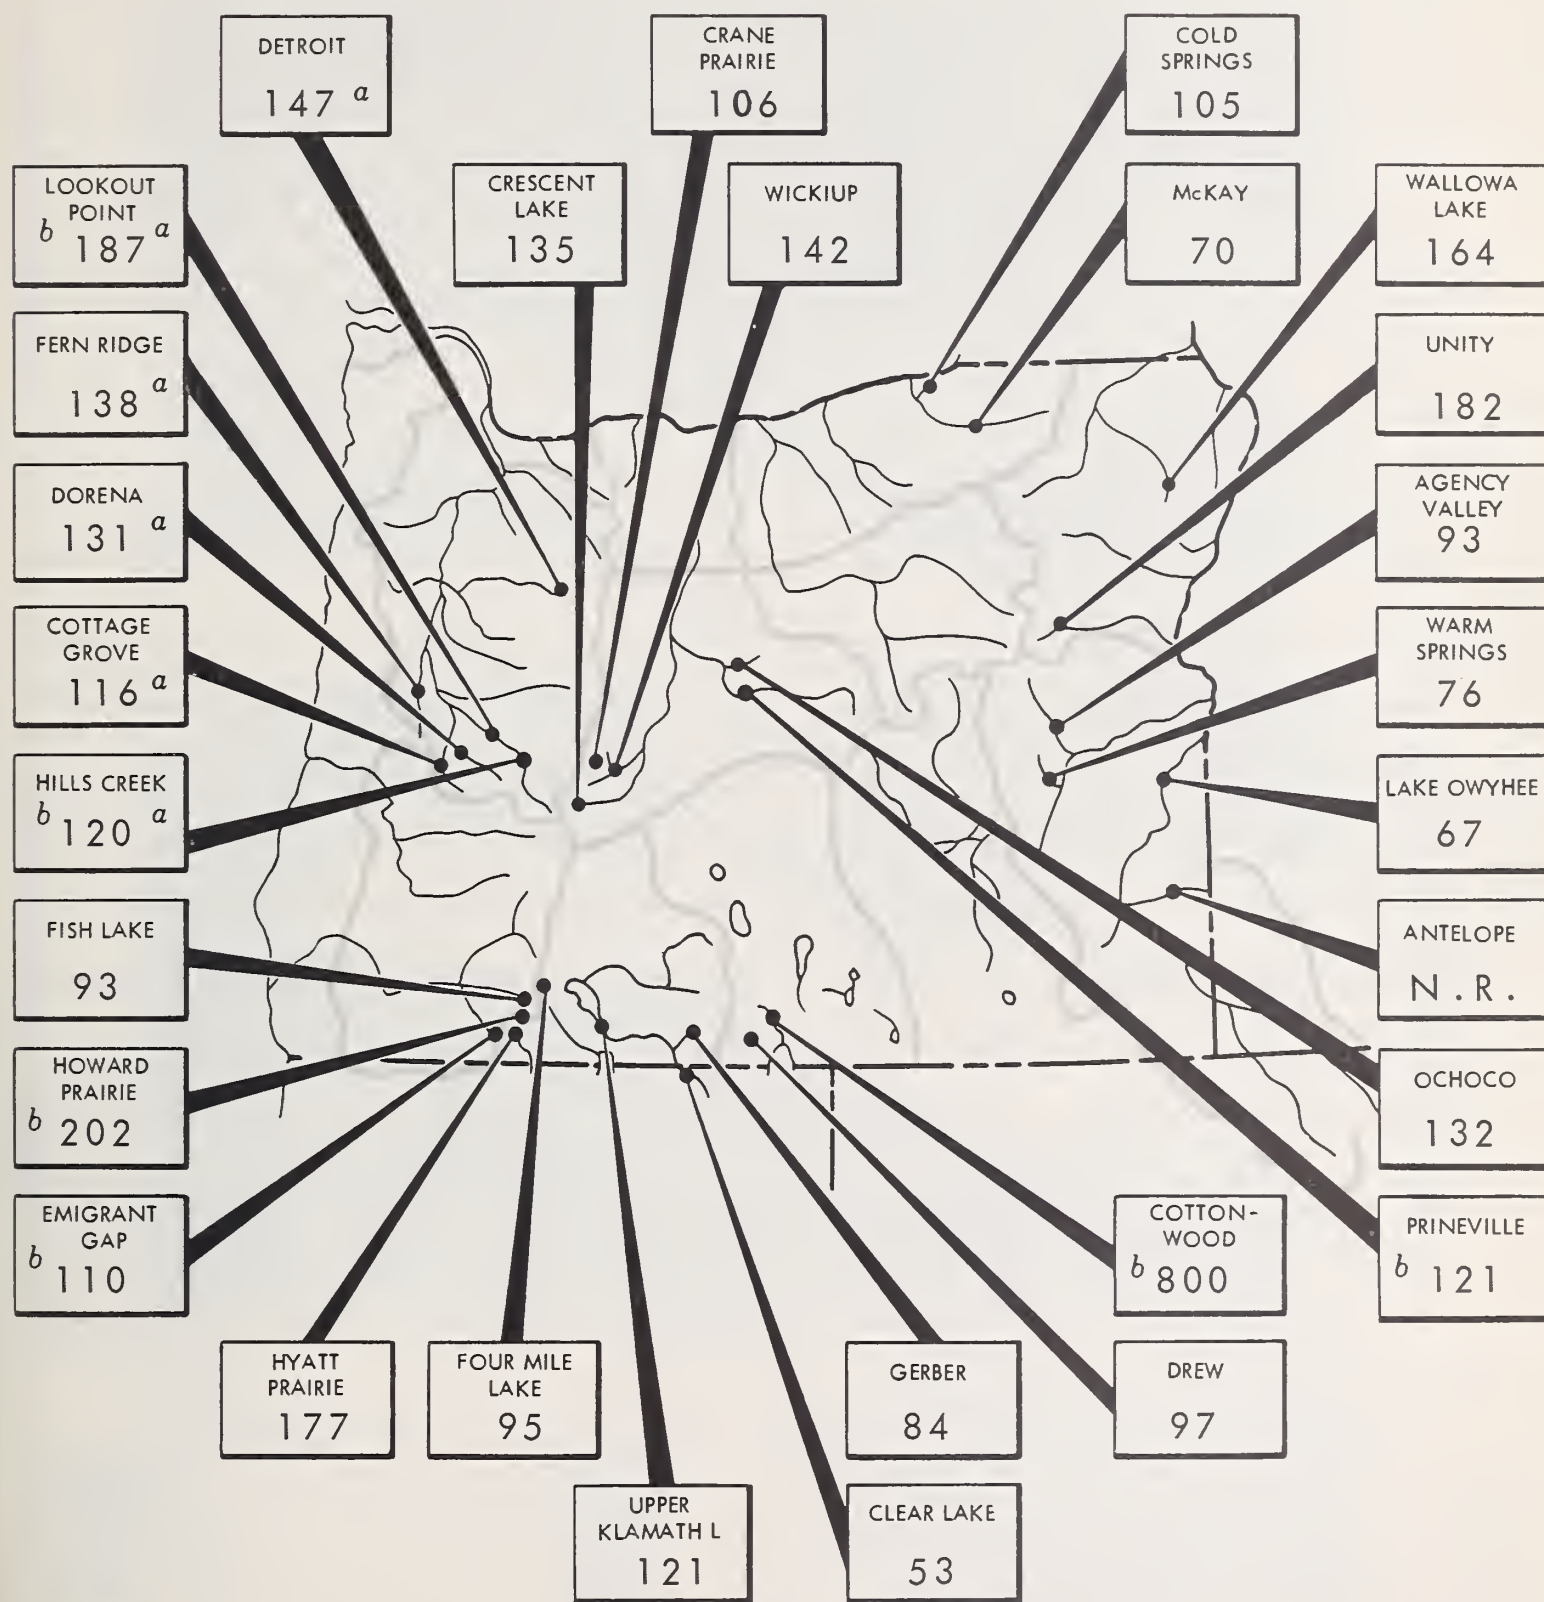 DETROIT
147 a
CRANE
PRAIRIE
106
COLD
SPRINGS
105
LOOKOUT
POINT
b 187 a
CRESCENT
LAKE
135
WICKIUP
142
McKAY
70
WALLOWA
LAKE
164
FERN RIDGE
138 a
UNITY
182
DORENA
131 a
AGENCY
VALLEY
93
COTTAGE
GROVE
116 a
WARM
SPRINGS
76
HILLS CREEK
b 120 a
LAKE OWYHEE
67
FISH LAKE
93
ANTELOPE
N.R.
HOWARD
PRAIRIE
b 202
OCHOCO
132
EMIGRANT
GAP
b 110
COTTON-
WOOD
b 800
PRINEVILLE
b 121
HYATT
PRAIRIE
177
FOUR MILE
LAKE
95
GERBER
84
DREW
97
UPPER
KLAMATH L
121
CLEAR LAKE
53